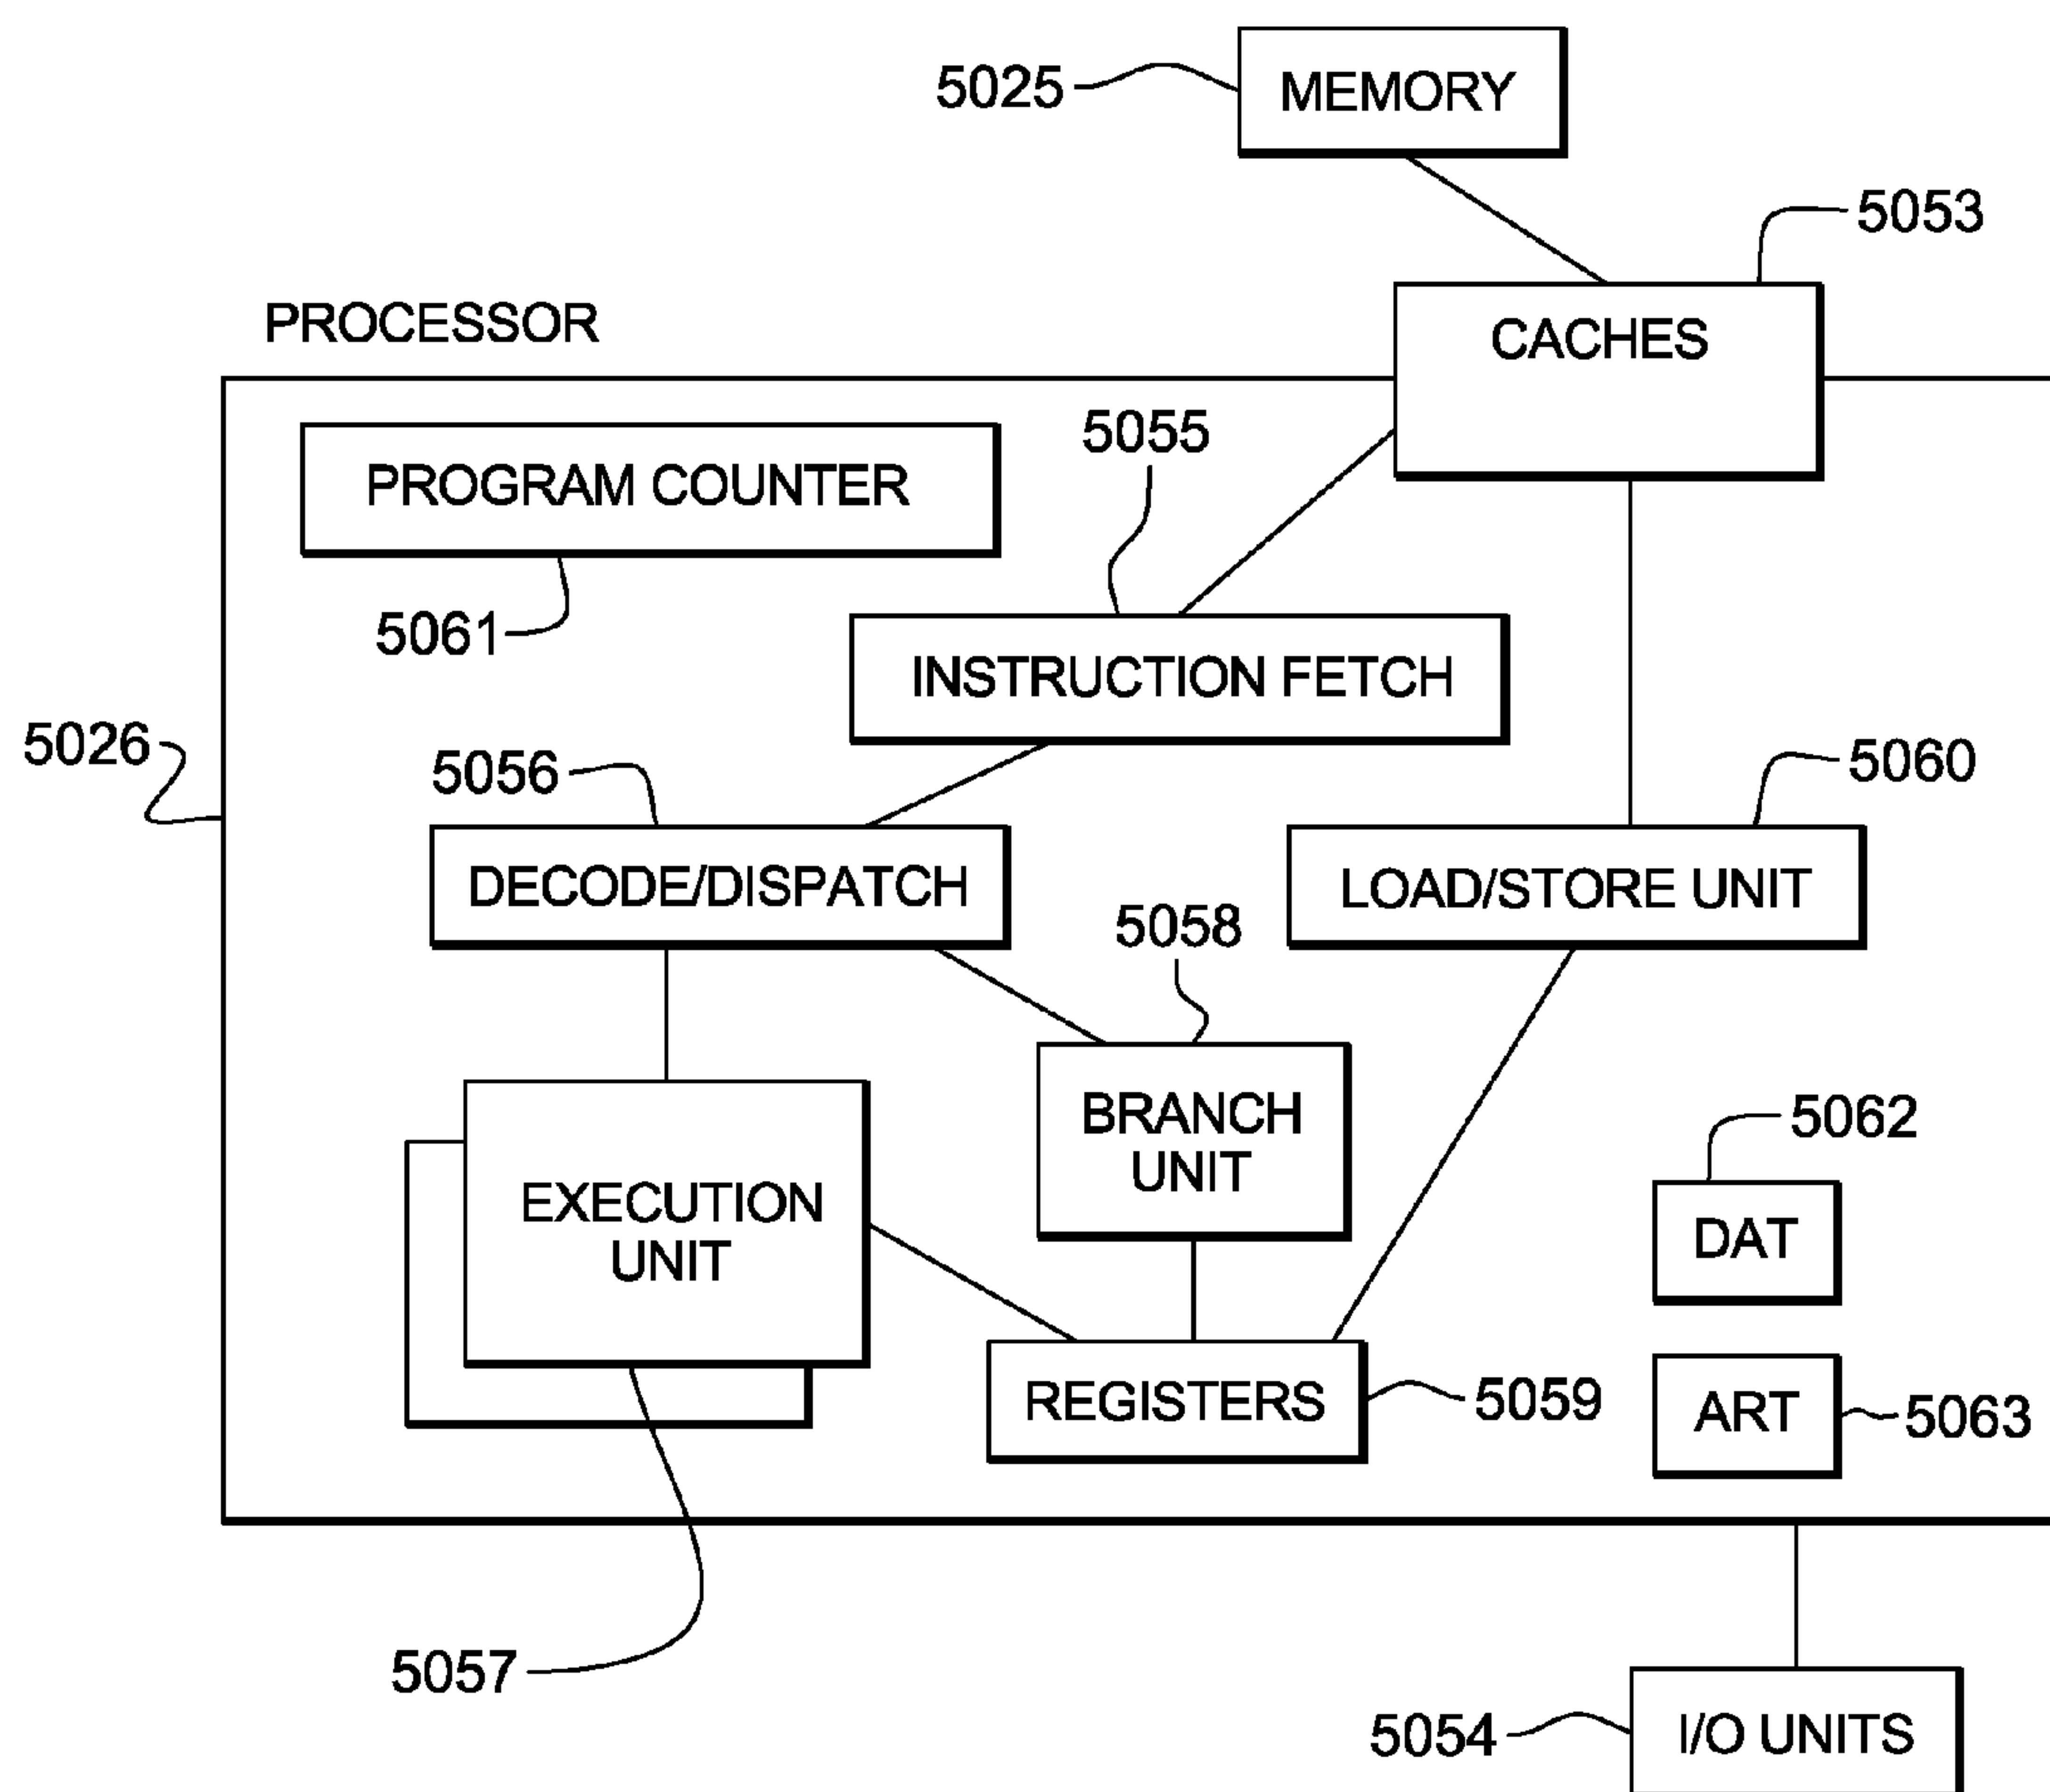 5025
MEMORY
5053
CACHES
PROCESSOR
PROGRAM COUNTER
5055
5061
INSTRUCTION FETCH
5026
5056
5060
DECODE/DISPATCH
LOAD/STORE UNIT
5058
BRANCH
UNIT
5062
EXECUTION
UNIT
DAT
REGISTERS
5059
ART
5063
5057
5054
I/O UNITS